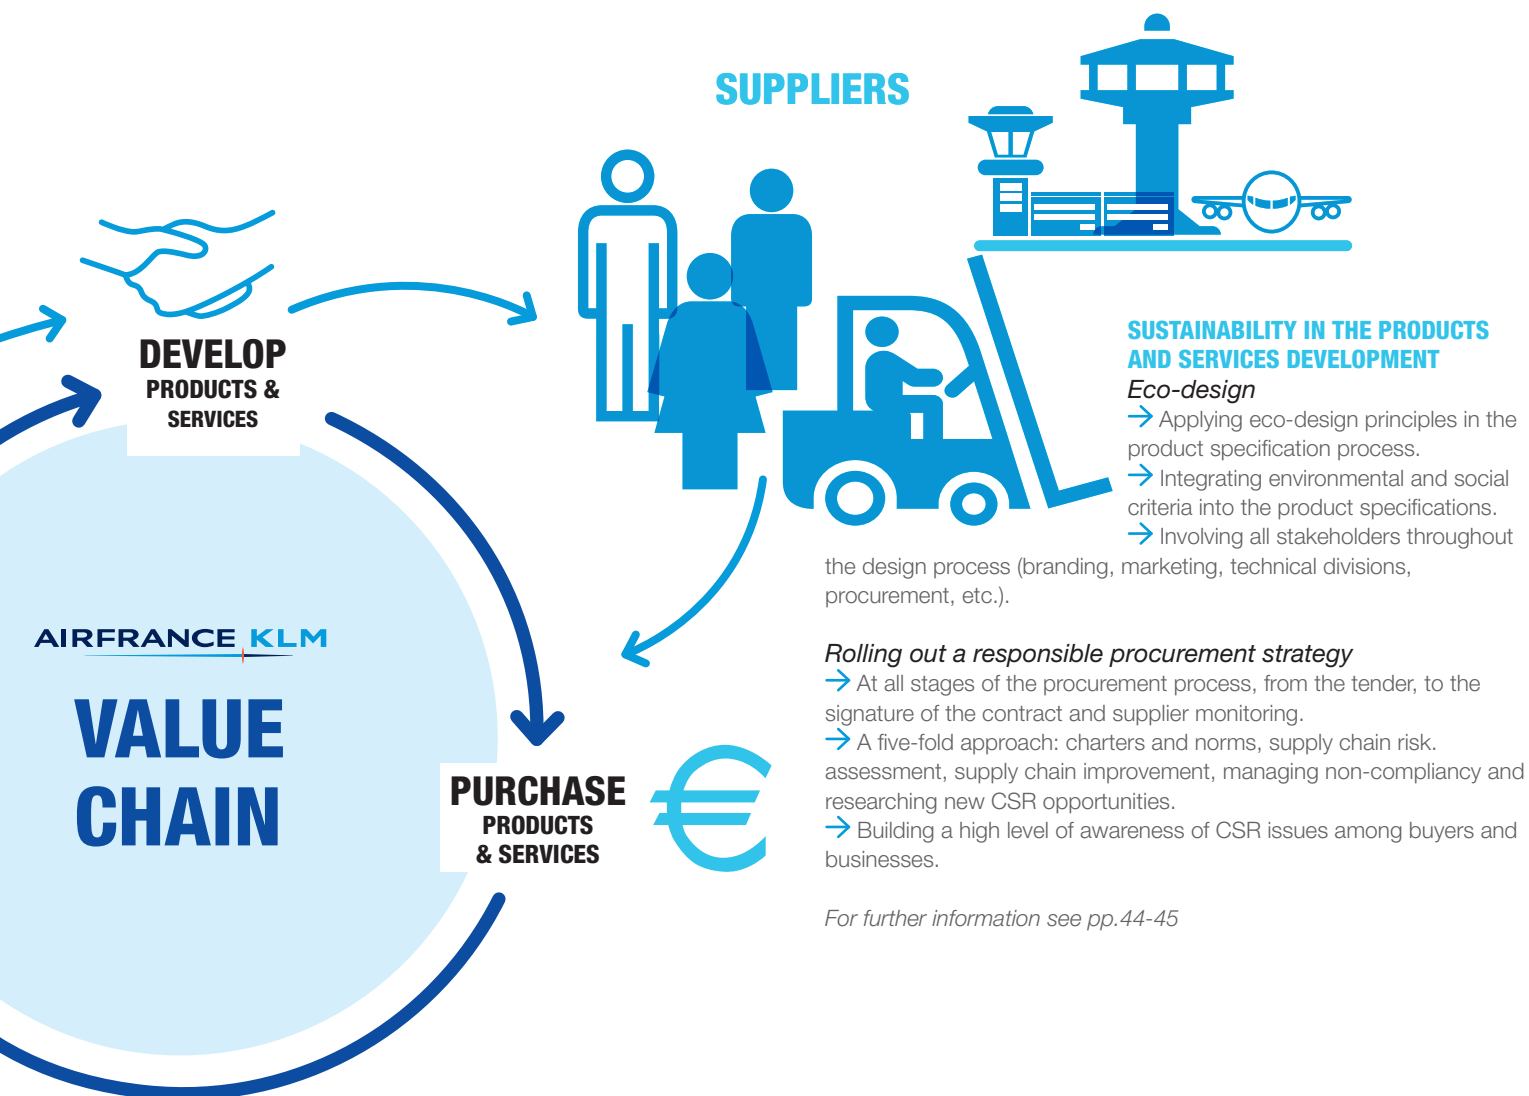 SUPPLIERS
DEVELOP
PRODUCTS &
SERVICES
AIRFRANCE KLM
VALUE
CHAIN
PURCHASE
PRODUCTS
& SERVICES
SUSTAINABILITY IN THE PRODUCTS
AND SERVICES DEVELOPMENT
Eco-design
→ Applying eco-design principles in the
product specification process.
→ Integrating environmental and social
criteria into the product specifications.
→ Involving all stakeholders throughout
the design process (branding, marketing, technical divisions,
procurement, etc.).
Rolling out a responsible procurement strategy
→ At all stages of the procurement process, from the tender, to the
signature of the contract and supplier monitoring.
→ A five-fold approach: charters and norms, supply chain risk.
assessment, supply chain improvement, managing non-compliancy and
researching new CSR opportunities.
→ Building a high level of awareness of CSR issues among buyers and
businesses.
For further information see pp.44-45
€